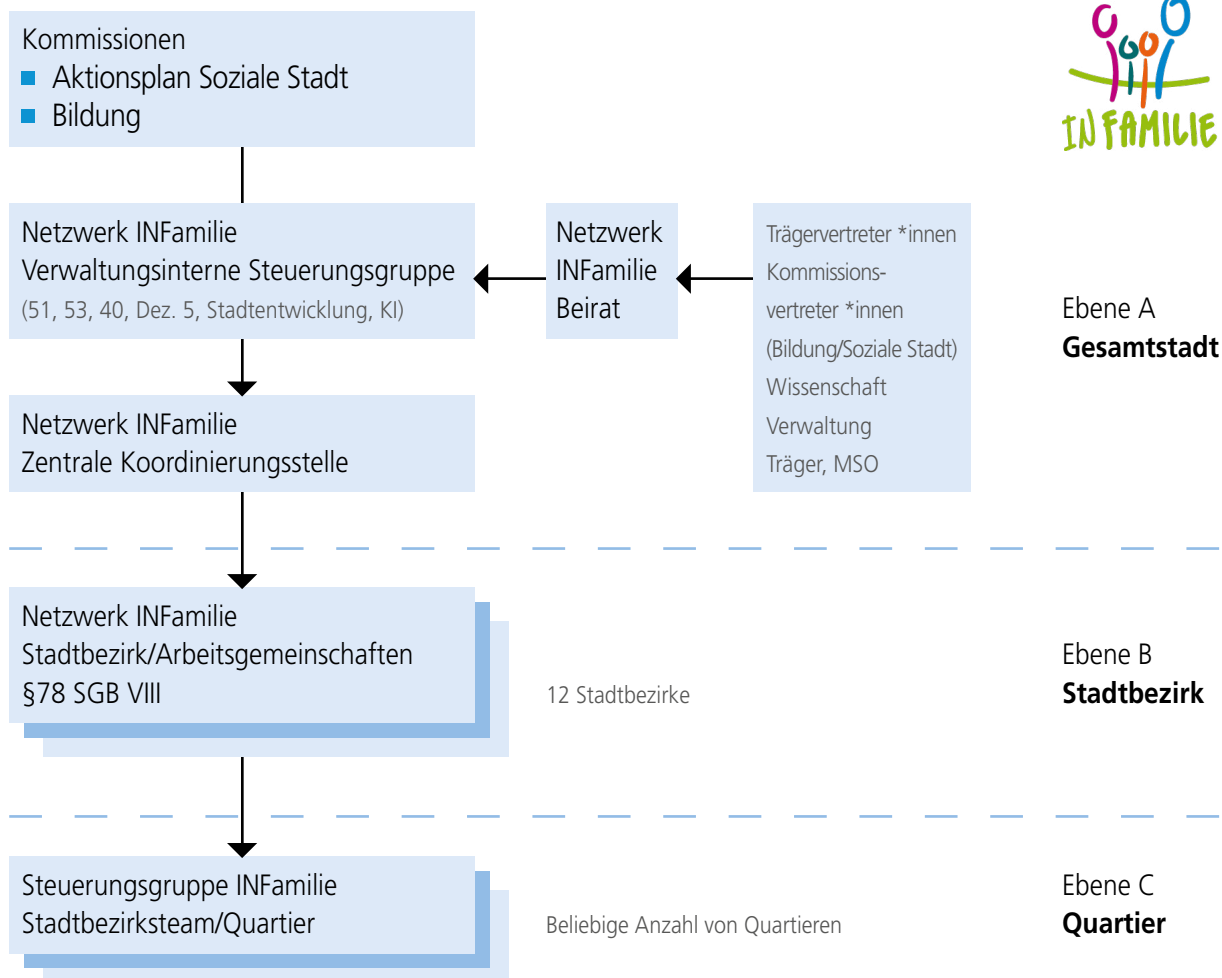 Kommissionen
Aktionsplan Soziale Stadt
Bildung
INFAMILIE
Netzwerk INFamilie
Verwaltungsinterne Steuerungsgruppe
(51, 53, 40, Dez. 5, Stadtentwicklung, KI)
Netzwerk
INFamilie
Beirat
Trägervertreter *innen
Kommissions-
vertreter *innen
(Bildung/Soziale Stadt)
Wissenschaft
Verwaltung
Träger, MSO
Ebene A
Gesamtstadt
Netzwerk INFamilie
Zentrale Koordinierungsstelle
Netzwerk INFamilie
Stadtbezirk/Arbeitsgemeinschaften
§78 SGB VIII
12 Stadtbezirke
Ebene B
Stadtbezirk
Steuerungsgruppe INFamilie
Stadtbezirksteam/Quartier
Beliebige Anzahl von Quartieren
Ebene C
Quartier